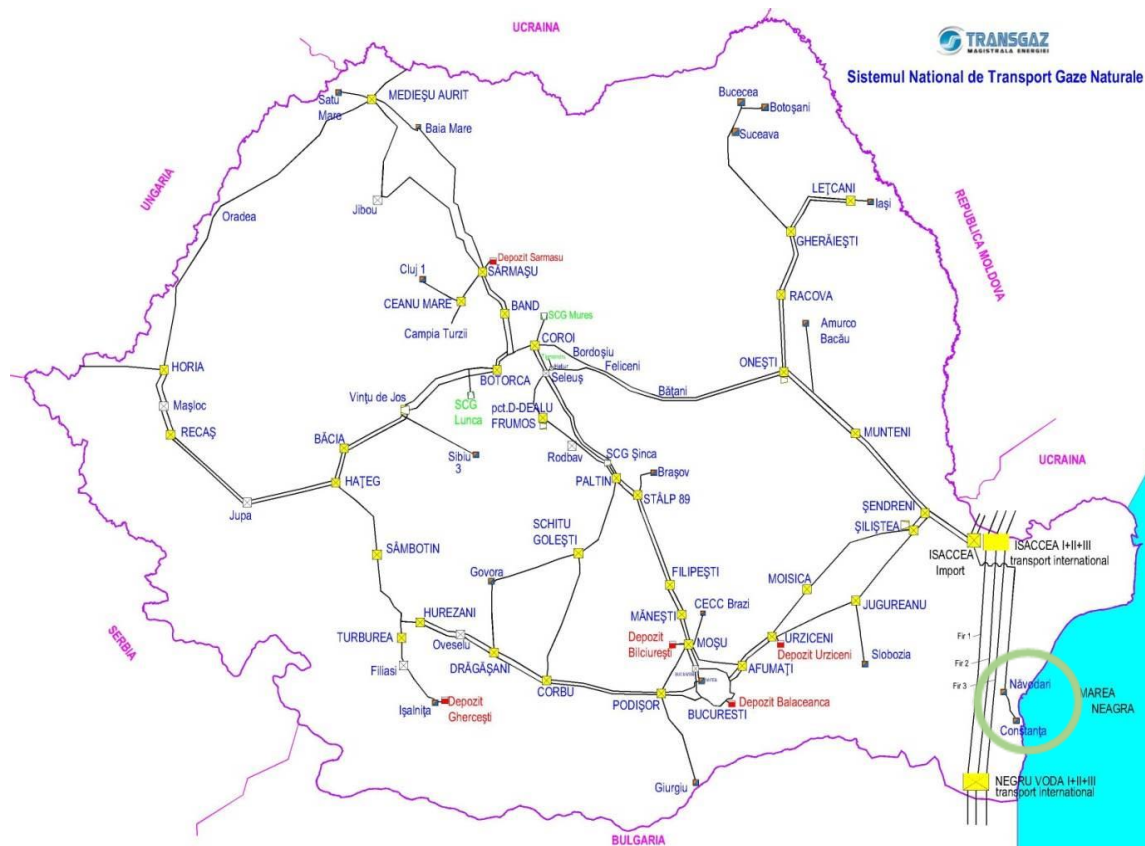 UCRAINA
TRANSGAZ
MAGISTRALA ENERGIEI
Sistemul National de Transport Gaze Naturale
Satu
Mare
MEDIEŞU AURIT
Baia Mare
Bucecea
Botoşani
Suceava
UNGARIA
Oradea
Jibou
LEŢCANI
Iaşi
REPUBLICA MOLDOVA
GHERĂIEŞTI
Depozit Sarmasu
Cluj 1
SĂRMAŞU
CEANU MARE
BAND
RACOVA
Campia Turzii
SCG Mures
COROI
Amurco
Bacău
Bordoşiu
Feliceni
ONEŞTI
HORIA
BOTORCA
Seleuş
Băţani
Maşloc
Vinţu de Jos
SCG
Lunca
pct.D-DEALU
FRUMOS
RECAŞ
BĂCIA
Sibiu
3
Rodbav
SCG Şinca
MUNTENI
HAŢEG
PALTIN
Braşov
STÂLP 89
UCRAINA
Jupa
ŞENDRENI
ŞILIŞTEA
SCHITU
GOLEŞTI
ISACCEA
Import
ISACCEA I+II+III
transport international
SÂMBOTIN
Govora
FILIPEŞTI
MOISICA
CECC Brazi
JUGUREANU
HUREZANI
MĂNEŞTI
SERBIA
TURBUREA
Oveselu
Depozit
Bilciureşti
MOŞU
URZICENI
Depozit Urziceni
Slobozia
Fir 1
Fir 2
Fir 3
Filiasi
DRĂGĂŞANI
AFUMAŢI
CORBU
Işalniţa
Depozit
Gherceşti
PODIŞOR
BUCURESTI
Depozit Balaceanca
Năvodari
MAREA
NEAGRA
Constanţa
Giurgiu
NEGRU VODA I+II+III
transport international
BULGARIA